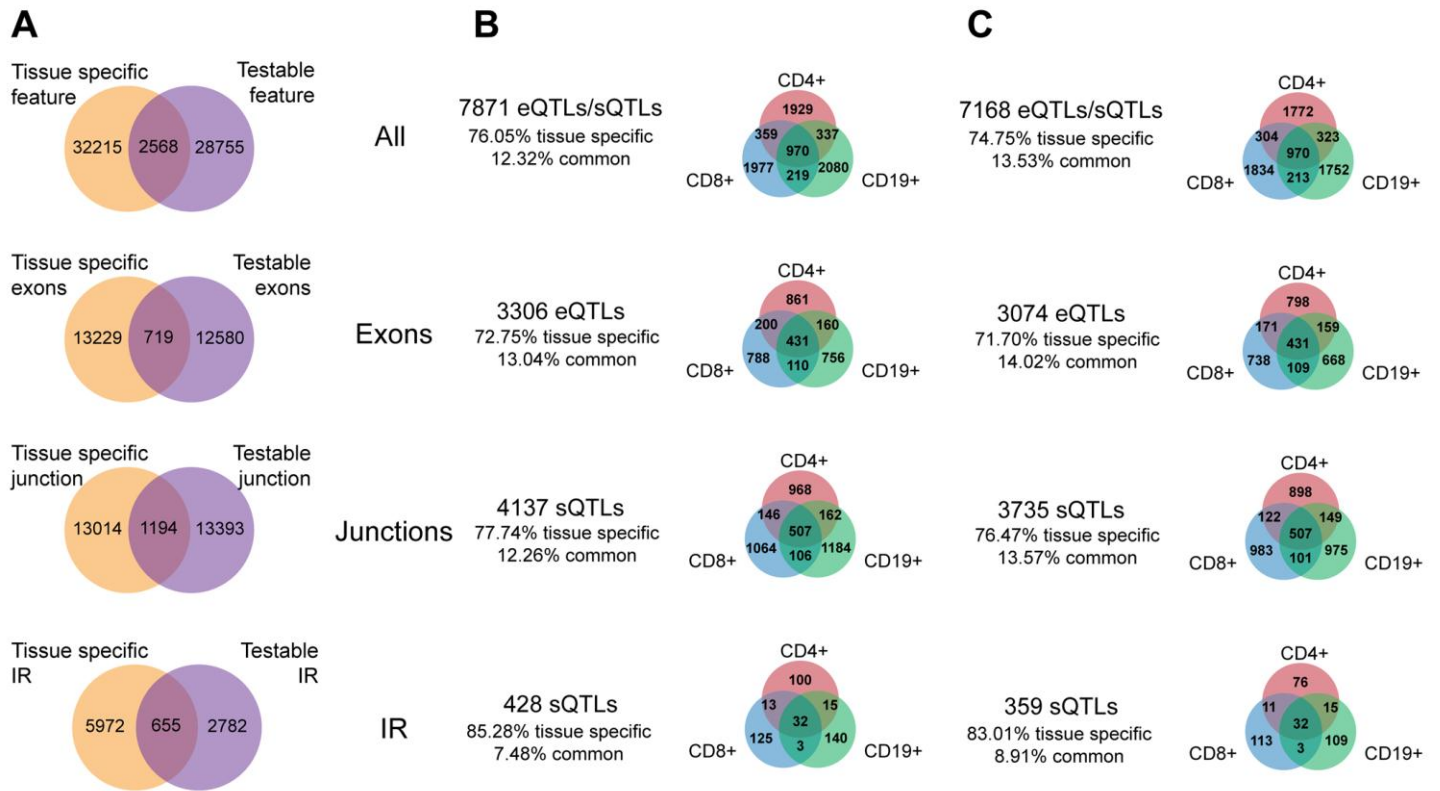 A
B
C
Tissue specific
feature
Testable
feature
32215
2568
28755
All
7871 eQTLs/sQTLs
76.05% tissue specific
12.32% common
CD4+
1929
359
337
970
1977
219
2080
CD8+
CD19+
7168 eQTLs/sQTLs
74.75% tissue specific
13.53% common
CD4+
1772
304
323
970
1834
213
1752
CD8+
CD19+
Tissue specific
exons
Testable
exons
13229
719
12580
Exons
3306 eQTLs
72.75% tissue specific
13.04% common
CD4+
861
200
160
431
788
110
756
CD8+
CD19+
3074 eQTLs
71.70% tissue specific
14.02% common
CD4+
798
171
159
431
738
109
668
CD8+
CD19+
Tissue specific
junction
Testable
junction
13014
1194
13393
Junctions
4137 sQTLs
77.74% tissue specific
12.26% common
CD4+
968
146
162
507
1064
106
1184
CD8+
CD19+
3735 sQTLs
76.47% tissue specific
13.57% common
CD4+
898
122
149
507
983
101
975
CD8+
CD19+
Tissue specific
IR
Testable
IR
5972
655
2782
IR
428 sQTLs
85.28% tissue specific
7.48% common
CD4+
100
13
15
32
125
3
140
CD8+
CD19+
359 sQTLs
83.01% tissue specific
8.91% common
CD4+
76
11
15
32
113
3
109
CD8+
CD19+